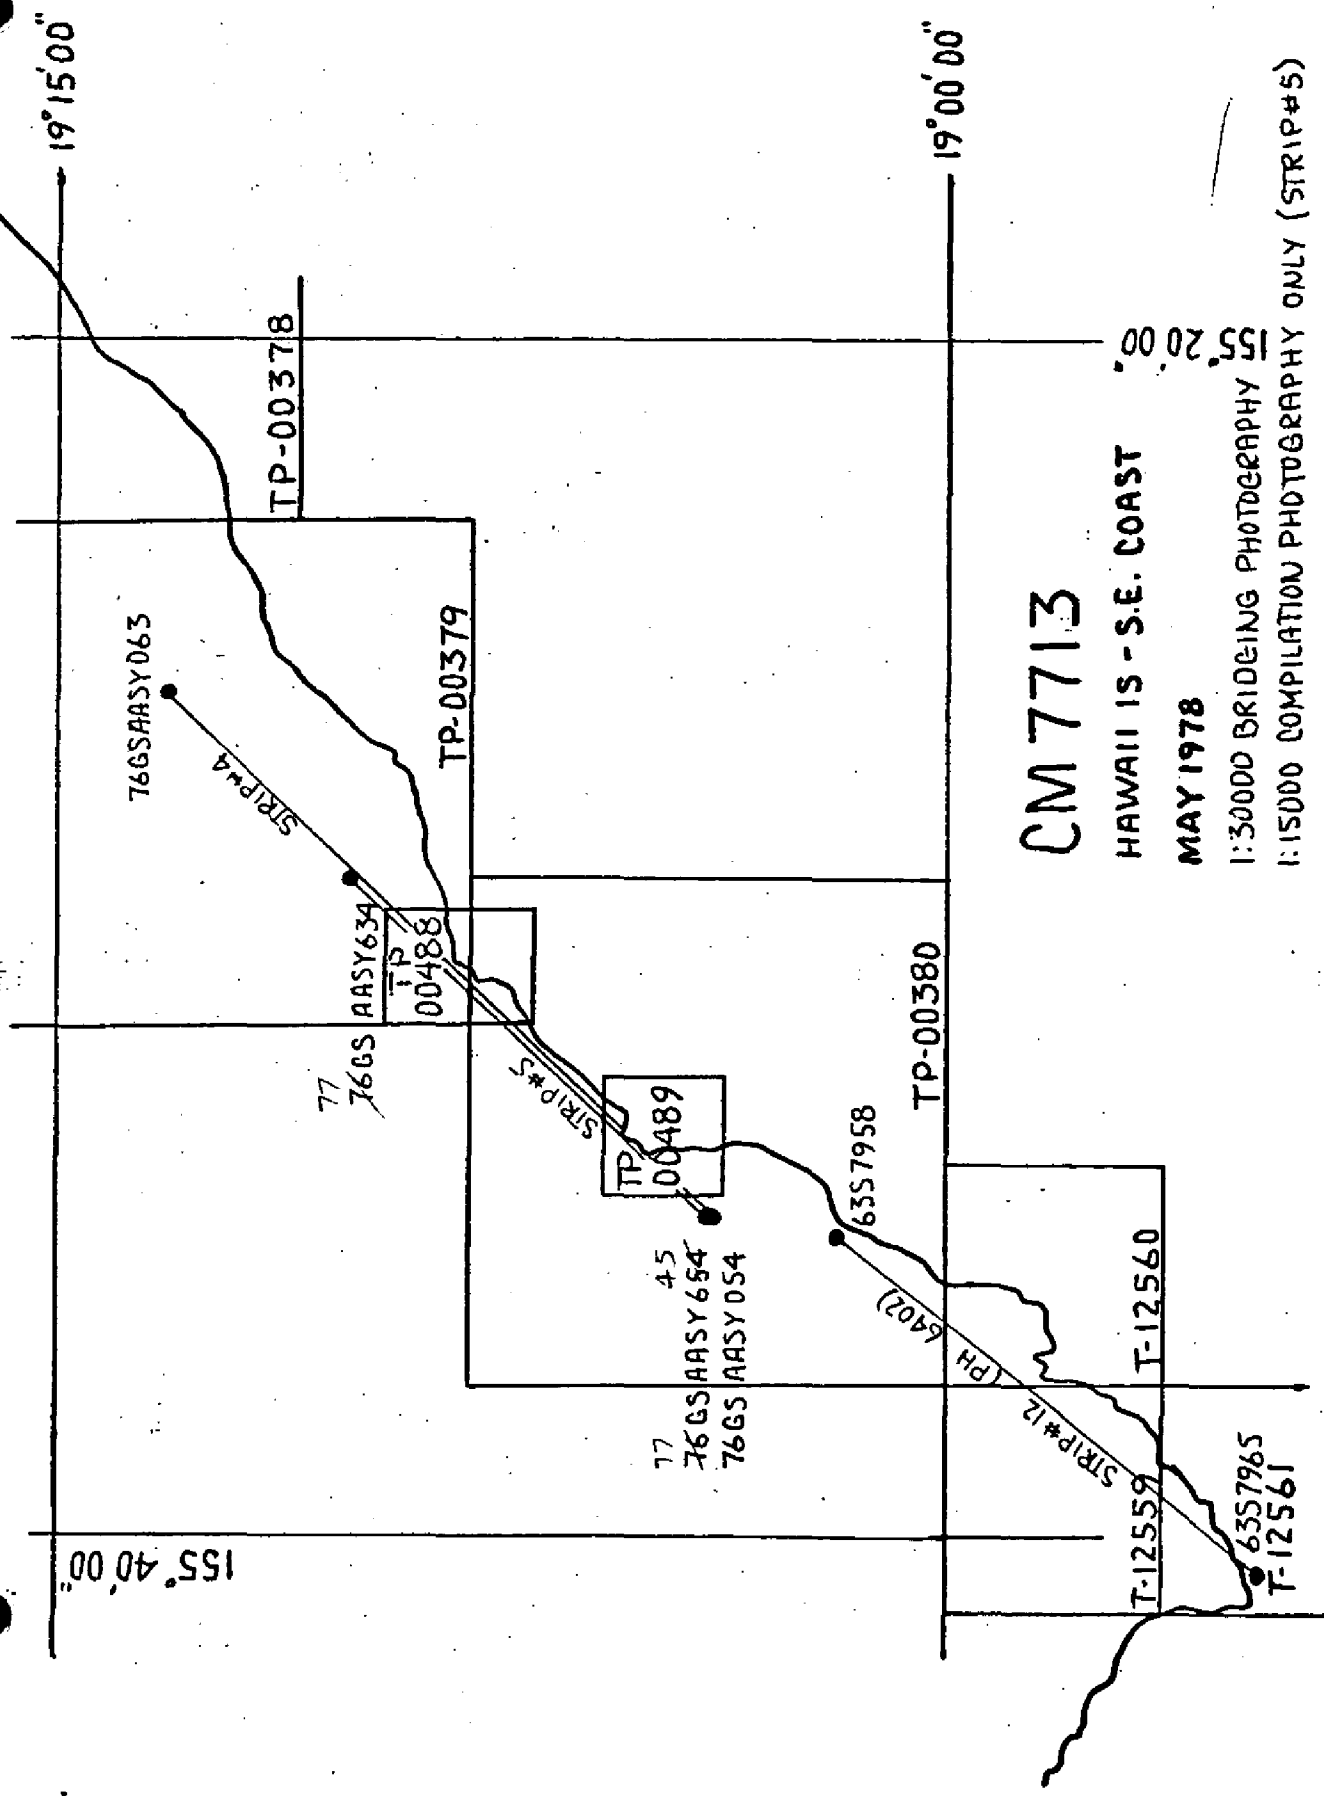 19°15'00"
TP-00378
76GSAASY063
STRIP#4
TP-00379
77
76GS AASY634
TP
00488
STRIP#5
TP
00489
77 45
76GSAASY654
76GS AASY054
155°20'00"
155°40'00"
TP-00380
19°00'00"
63S7958
STRIP#12 (PH 6402)
T-12560
T-12559
63S7965
T-12561
CM7713
HAWAII IS - S.E. COAST
MAY 1978
1:30000 BRIDGING PHOTOGRAPHY
1:15000 COMPILATION PHOTOGRAPHY ONLY (STRIP#5)